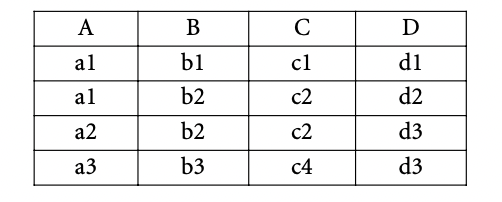 A B C D
a1 b1 c1 d1
a1 b2 c2 d2
a2 b2 c2 d3
a3 b3 c4 d3